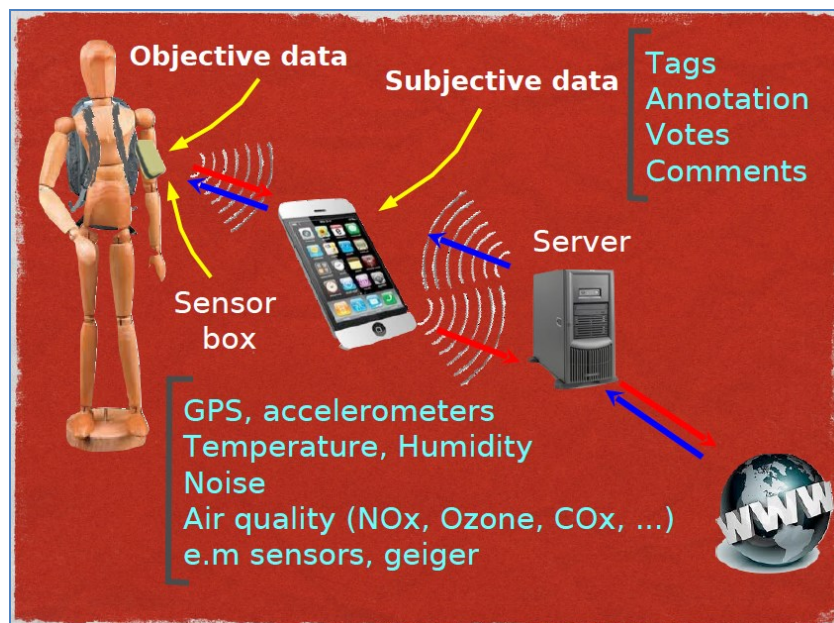 Objective data
Subjective data
Tags
Annotation
Votes
Comments
Server
Sensor
box
GPS, accelerometers
Temperature, Humidity
Noise
Air quality (NOx, Ozone, COx, ...)
e.m sensors, geiger
WWW